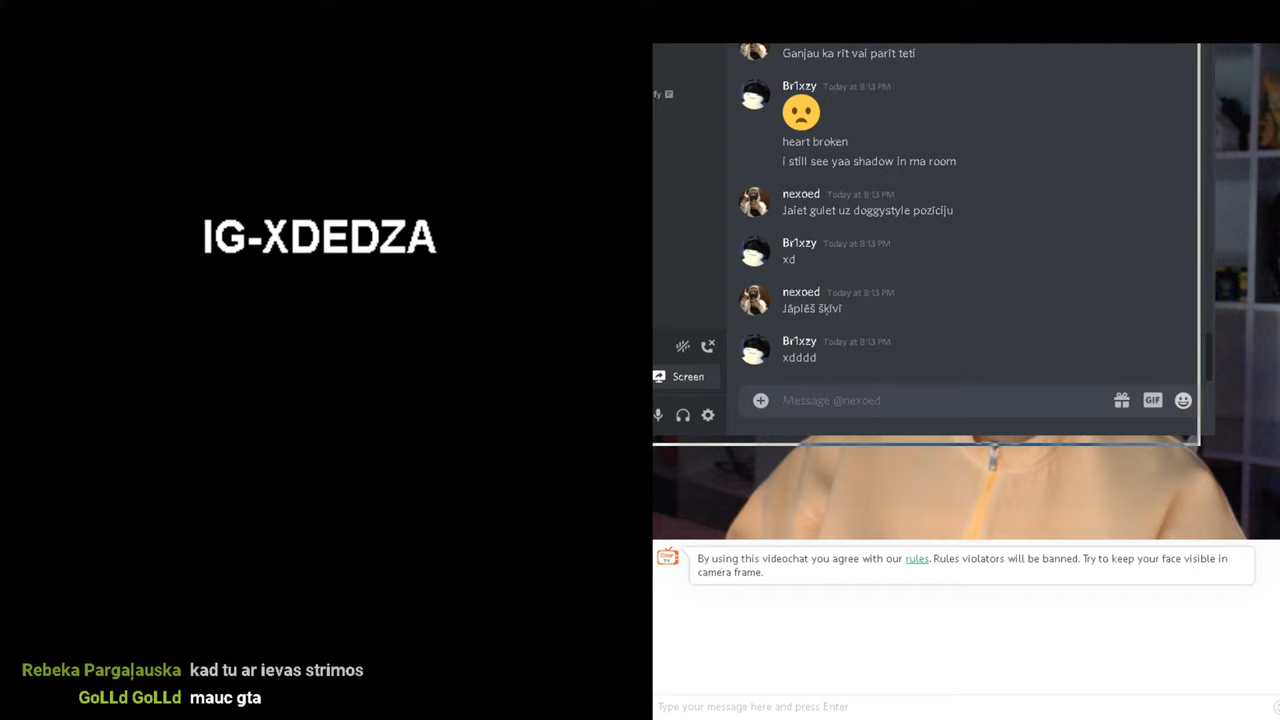 IG-XDEDZA
Rebeka Pargaļauska kad tu ar ievas strimos
GoLLd GoLLd mauc gta
Ganjau ka rīt vai parīt teti
Br1xzy Today at 8:13 PM
heart broken
i still see yaa shadow in ma room
nexoed Today at 8:13 PM
Jaiet gulet uz doggystyle pozīciju
Br1xzy Today at 8:13 PM
xd
nexoed Today at 8:13 PM
Jāplēš šķīvī
Br1xzy Today at 8:13 PM
xdddd
Screen
Message @nexoed
GIF
By using this videochat you agree with our rules. Rules violators will be banned. Try to keep your face visible in
camera frame.
Type your message here and press Enter